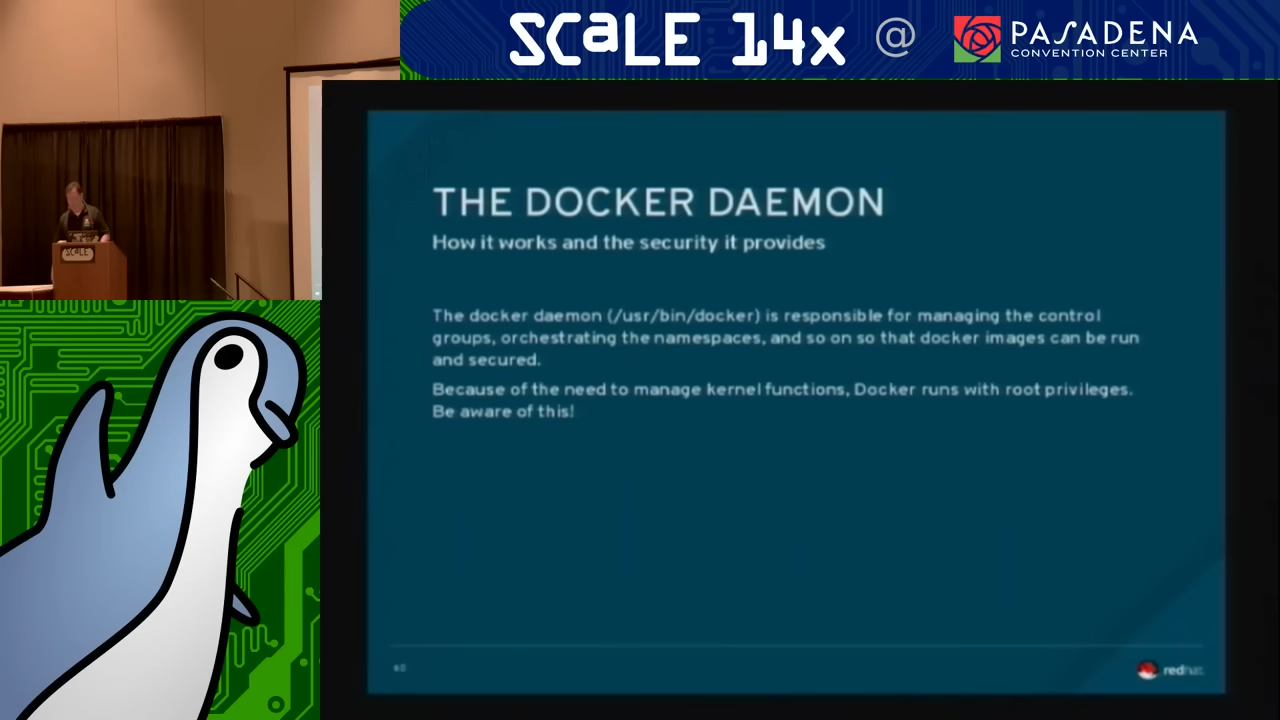 SCALE 14x @ PASADENA
CONVENTION CENTER
THE DOCKER DAEMON
How it works and the security it provides
The docker daemon (/usr/bin/docker) is responsible for managing the control
groups, orchestrating the namespaces, and so on so that docker images can be run
and secured.
Because of the need to manage kernel functions, Docker runs with root privileges.
Be aware of this!
redhat
SCALE